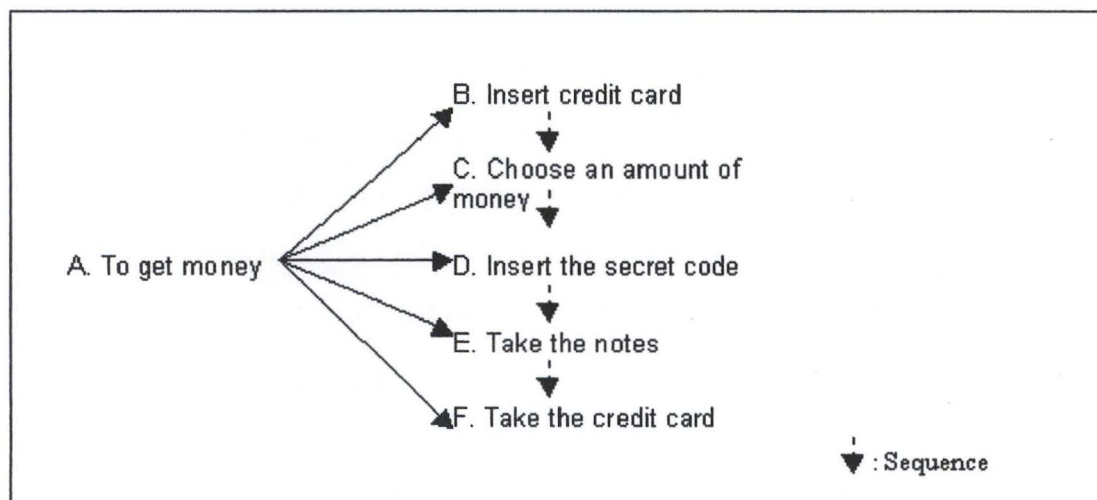 B. Insert credit card
C. Choose an amount of
money
A. To get money
D. Insert the secret code
E. Take the notes
F. Take the credit card
: Sequence